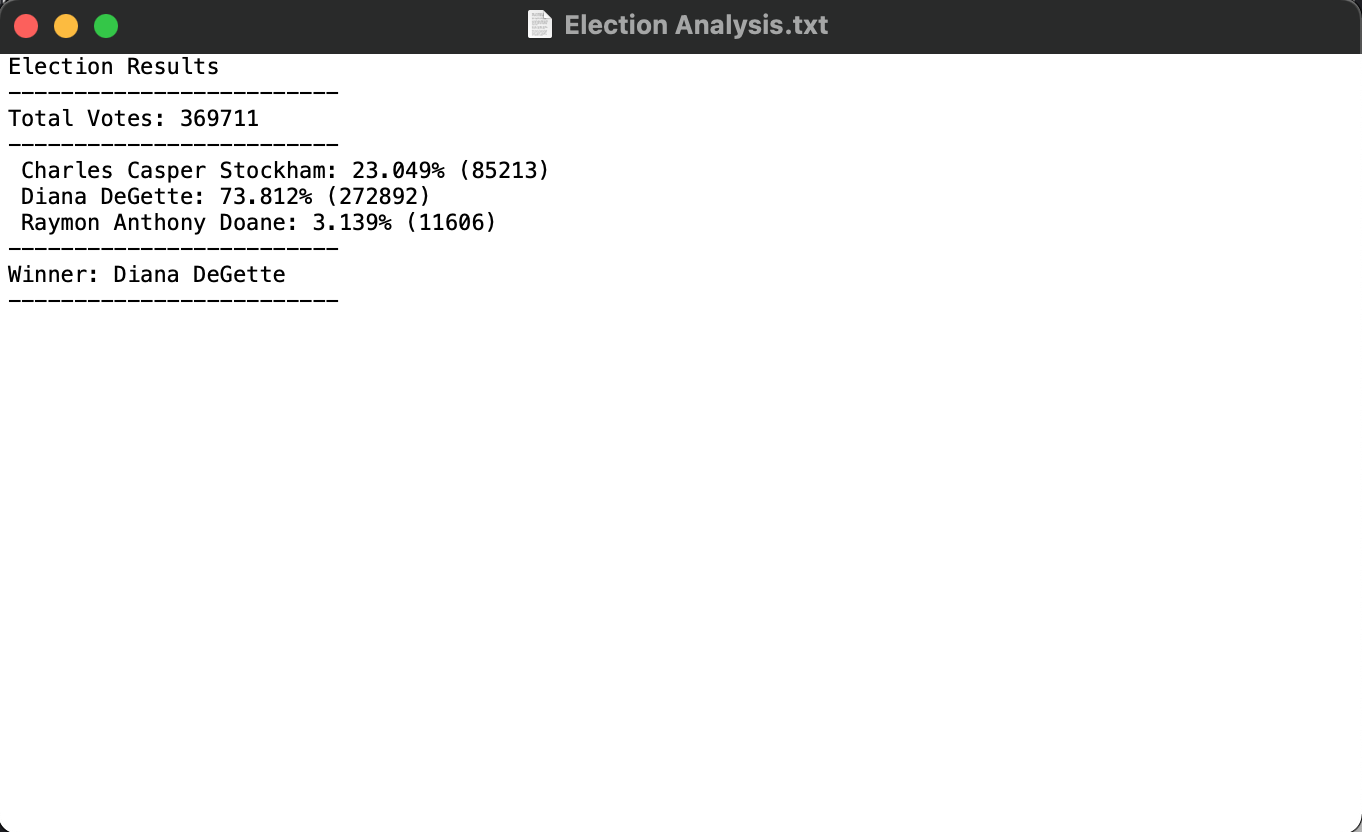 Election Analysis.txt
Election Results
-------------------------
Total Votes: 369711
-------------------------
Charles Casper Stockham: 23.049% (85213)
Diana DeGette: 73.812% (272892)
Raymon Anthony Doane: 3.139% (11606)
-------------------------
Winner: Diana DeGette
-------------------------